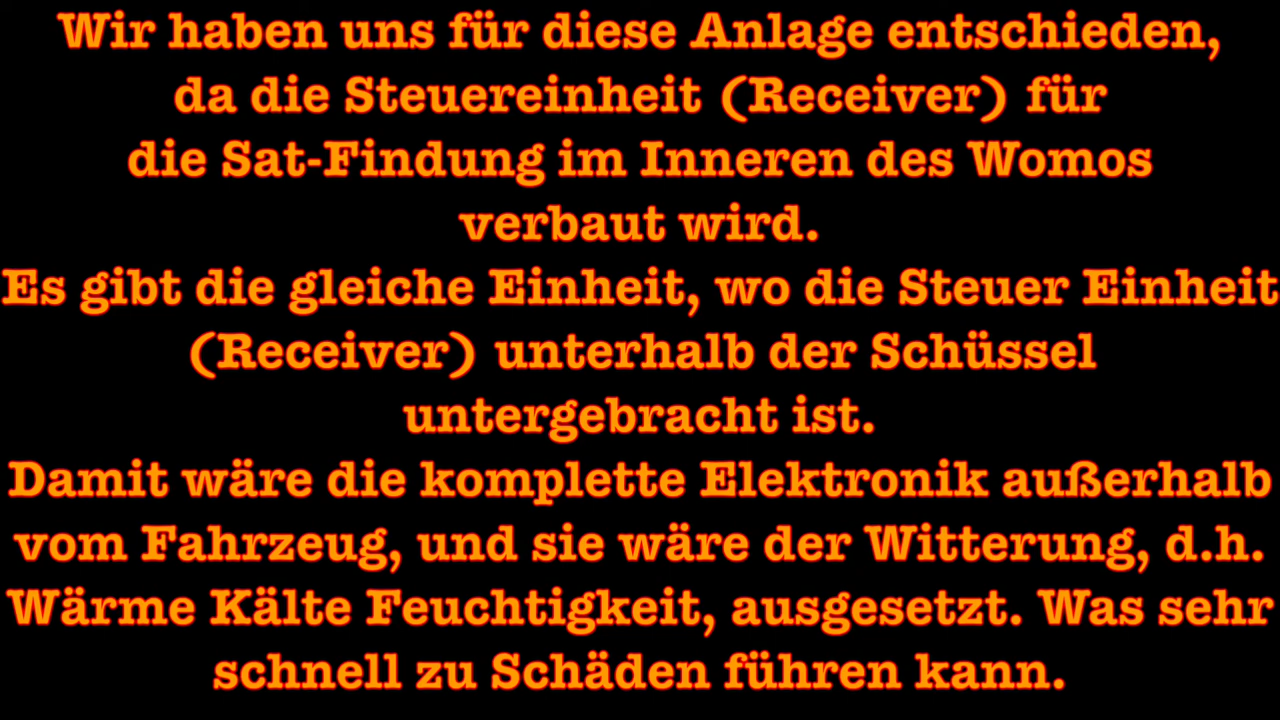 Wir haben uns für diese Anlage entschieden,
da die Steuereinheit (Receiver) für
die Sat-Findung im Inneren des Womos
verbaut wird.
Es gibt die gleiche Einheit, wo die Steuer Einheit
(Receiver) unterhalb der Schüssel
untergebracht ist.
Damit wäre die komplette Elektronik außerhalb
vom Fahrzeug, und sie wäre der Witterung, d.h.
Wärme Kälte Feuchtigkeit, ausgesetzt. Was sehr
schnell zu Schäden führen kann.